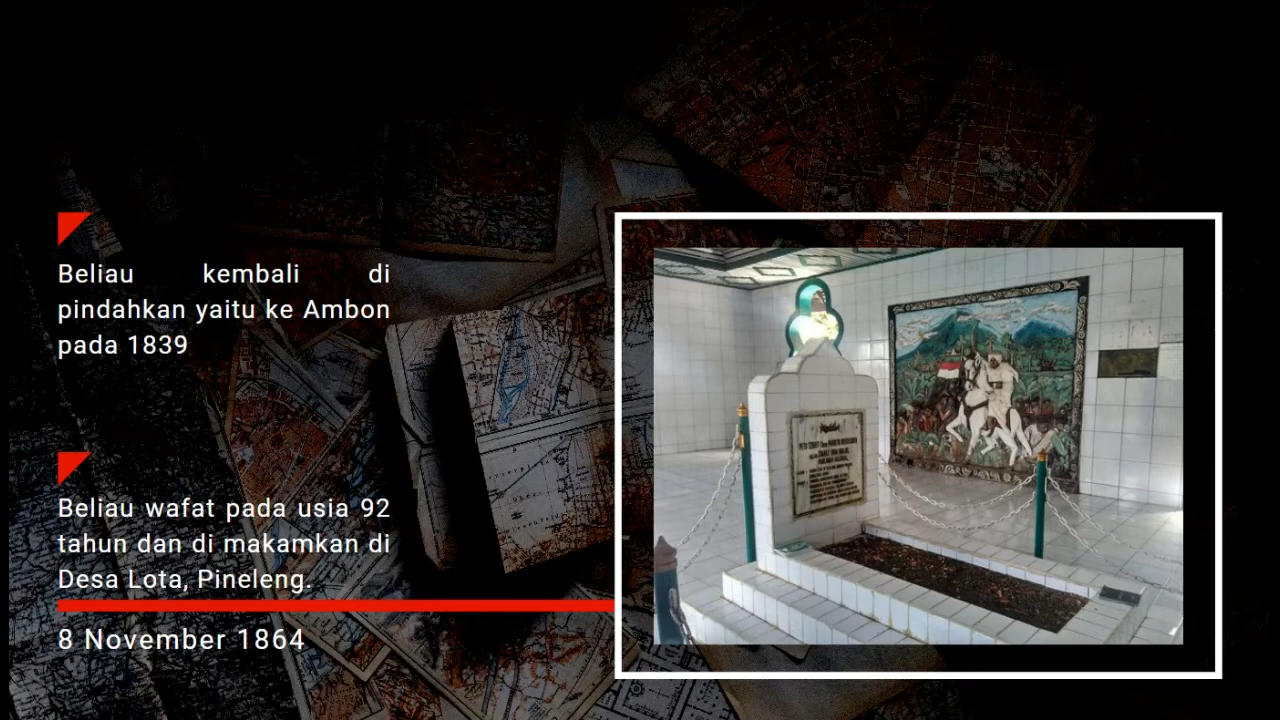 Beliau kembali di
pindahkan yaitu ke Ambon
pada 1839
Beliau wafat pada usia 92
tahun dan di makamkan di
Desa Lota, Pineleng.
8 November 1864